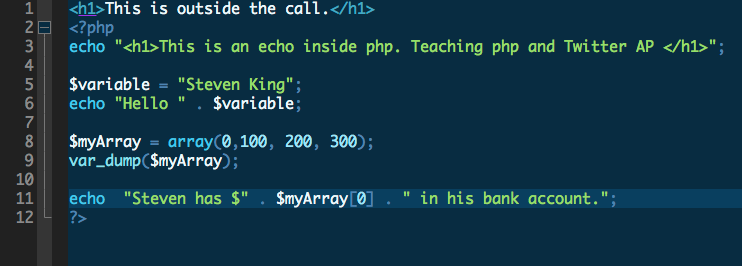 1 <h1>This is outside the call.</h1>
2 <?php
3 echo "<h1>This is an echo inside php. Teaching php and Twitter AP </h1>";
4
5 $variable = "Steven King";
6 echo "Hello " . $variable;
7
8 $myArray = array(0,100, 200, 300);
9 var_dump($myArray);
10
11 echo  "Steven has $" . $myArray[0] . " in his bank account.";
12 ?>